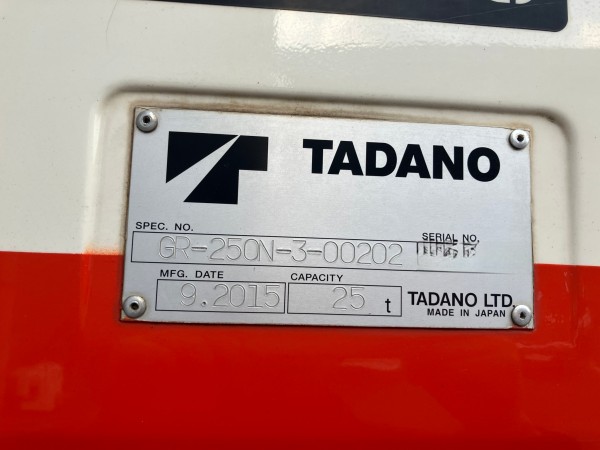 TADANO
SPEC. NO.
SERIAL NO.
GR-250N-3-00202
MFG. DATE
CAPACITY
9.2015
25 t
TADANO LTD.
MADE IN JAPAN